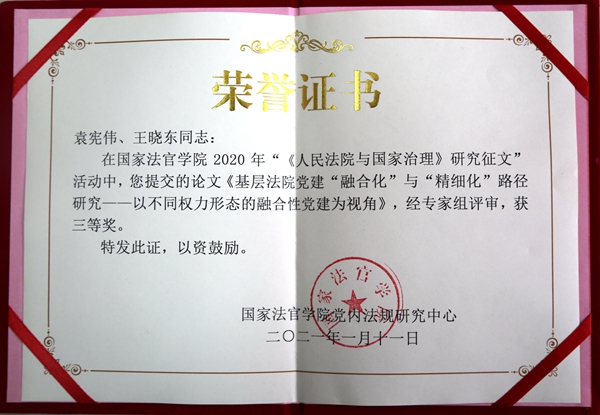 荣誉证书
袁宪伟、王晓东同志：
在国家法官学院 2020 年“《人民法院与国家治理》研究征文”
活动中，您提交的论文《基层法院党建“融合化”与“精细化”路径
研究——以不同权力形态的融合性党建为视角》，经专家组评审，获
三等奖。
特发此证，以资鼓励。
国家法官学院党内法规研究中心
二〇二一年一月十一日